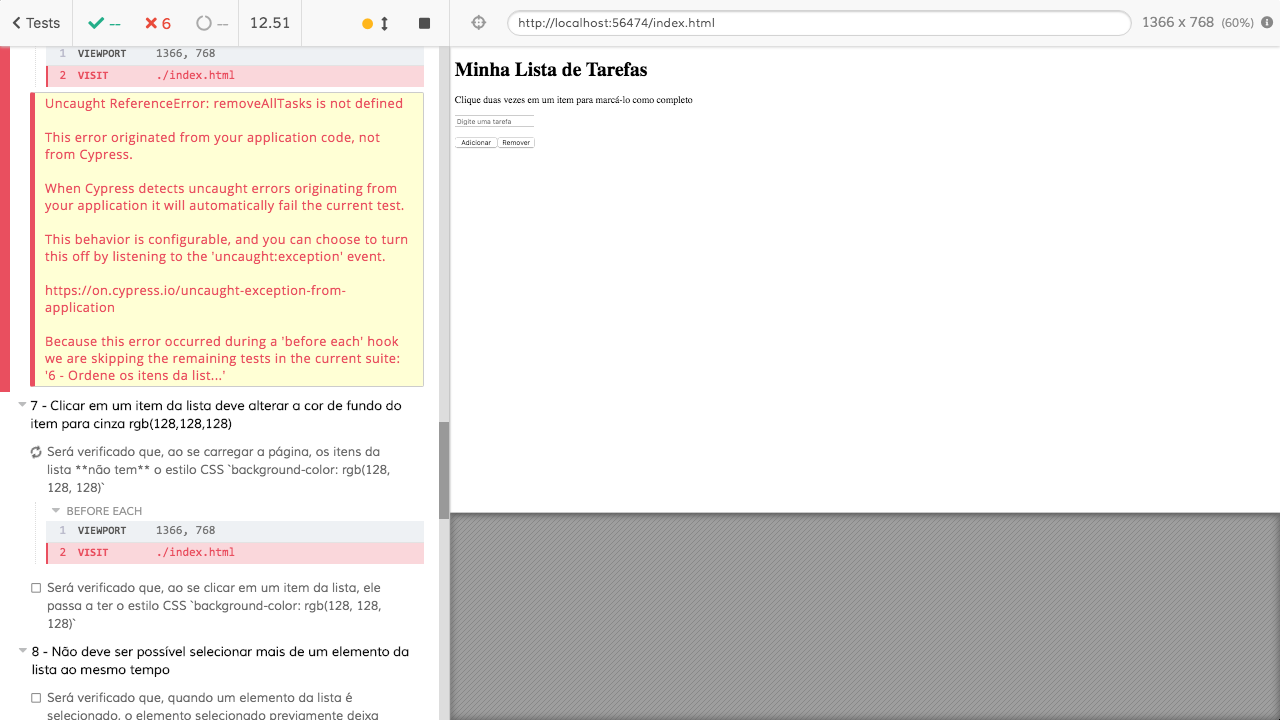 Tests
--
6
--
12.51
http://localhost:56474/index.html
1366 x 768 (60%)
1 VIEWPORT 1366, 768
2 VISIT ./index.html
Uncaught ReferenceError: removeAllTasks is not defined
This error originated from your application code, not
from Cypress.
When Cypress detects uncaught errors originating from
your application it will automatically fail the current test.
This behavior is configurable, and you can choose to turn
this off by listening to the 'uncaught:exception' event.
https://on.cypress.io/uncaught-exception-from-
application
Because this error occurred during a 'before each' hook
we are skipping the remaining tests in the current suite:
'6 - Ordene os itens da list...'
7 - Clicar em um item da lista deve alterar a cor de fundo do
item para cinza rgb(128,128,128)
Será verificado que, ao se carregar a página, os itens da
lista **não tem** o estilo CSS `background-color: rgb(128,
128, 128)`
BEFORE EACH
1 VIEWPORT 1366, 768
2 VISIT ./index.html
Será verificado que, ao se clicar em um item da lista, ele
passa a ter o estilo CSS `background-color: rgb(128, 128,
128)`
8 - Não deve ser possível selecionar mais de um elemento da
lista ao mesmo tempo
Será verificado que, quando um elemento da lista é
selecionado, o elemento selecionado previamente deixa
Minha Lista de Tarefas
Clique duas vezes em um item para marcá-lo como completo
Digite uma tarefa
Adicionar Remover